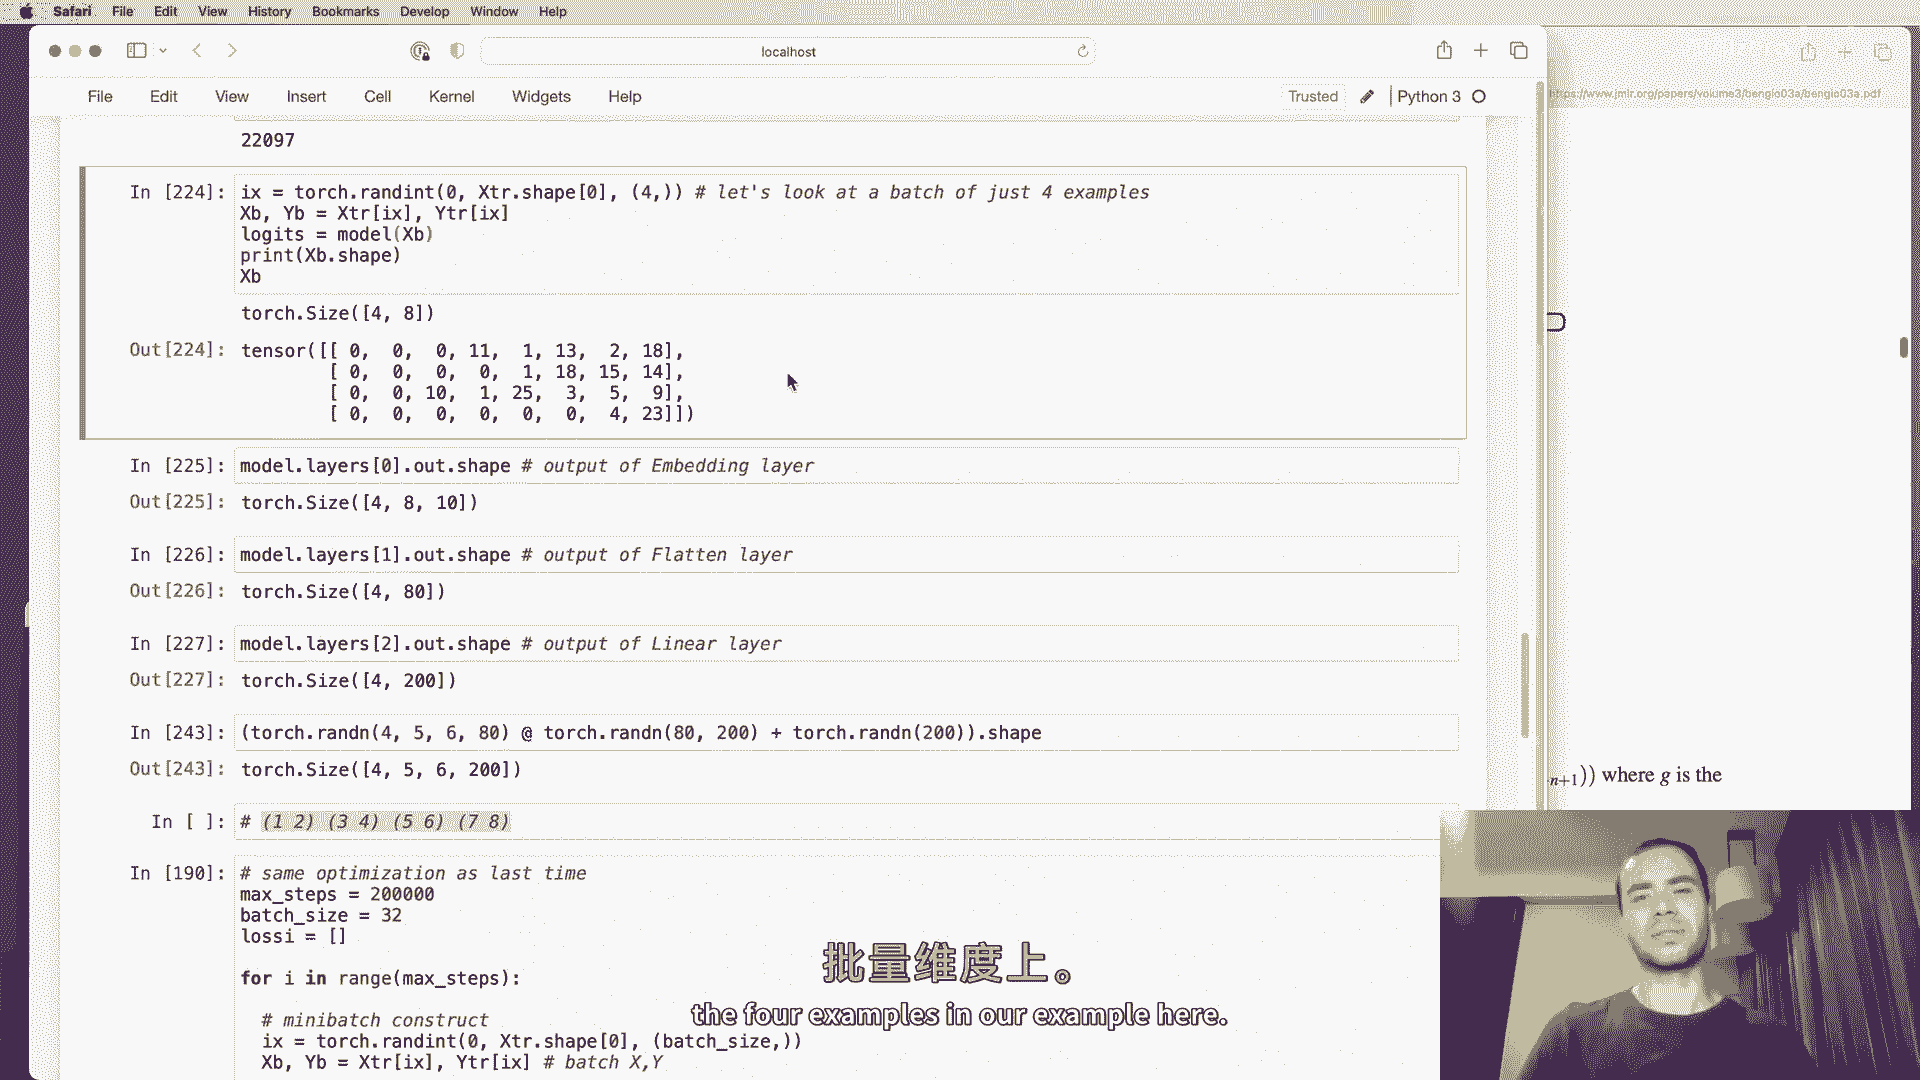 Safari File Edit View History Bookmarks Develop Window Help
localhost
https://www.jmlr.org/papers/volume3/bengio03a/bengio03a.pdf
File Edit View Insert Cell Kernel Widgets Help Trusted Python 3
22097
In [224]: ix = torch.randint(0, Xtr.shape[0], (4,)) # let's look at a batch of just 4 examples
Xb, Yb = Xtr[ix], Ytr[ix]
logits = model(Xb)
print(Xb.shape)
Xb
torch.Size([4, 8])
Out[224]: tensor([[ 0, 0, 0, 11, 1, 13, 2, 18],
[ 0, 0, 0, 0, 1, 18, 15, 14],
[ 0, 0, 10, 1, 25, 3, 5, 9],
[ 0, 0, 0, 0, 0, 0, 4, 23]])
In [225]: model.layers[0].out.shape # output of Embedding layer
Out[225]: torch.Size([4, 8, 10])
In [226]: model.layers[1].out.shape # output of Flatten layer
Out[226]: torch.Size([4, 80])
In [227]: model.layers[2].out.shape # output of Linear layer
Out[227]: torch.Size([4, 200])
In [243]: (torch.randn(4, 5, 6, 80) @ torch.randn(80, 200) + torch.randn(200)).shape
Out[243]: torch.Size([4, 5, 6, 200])
n+1)) where g is the
In [ ]: # (1 2) (3 4) (5 6) (7 8)
In [190]: # same optimization as last time
max_steps = 200000
batch_size = 32
lossi = []
for i in range(max_steps):
# minibatch construct
ix = torch.randint(0, Xtr.shape[0], (batch_size,))
Xb, Yb = Xtr[ix], Ytr[ix] # batch X,Y
批量维度上。
the four examples in our example here.